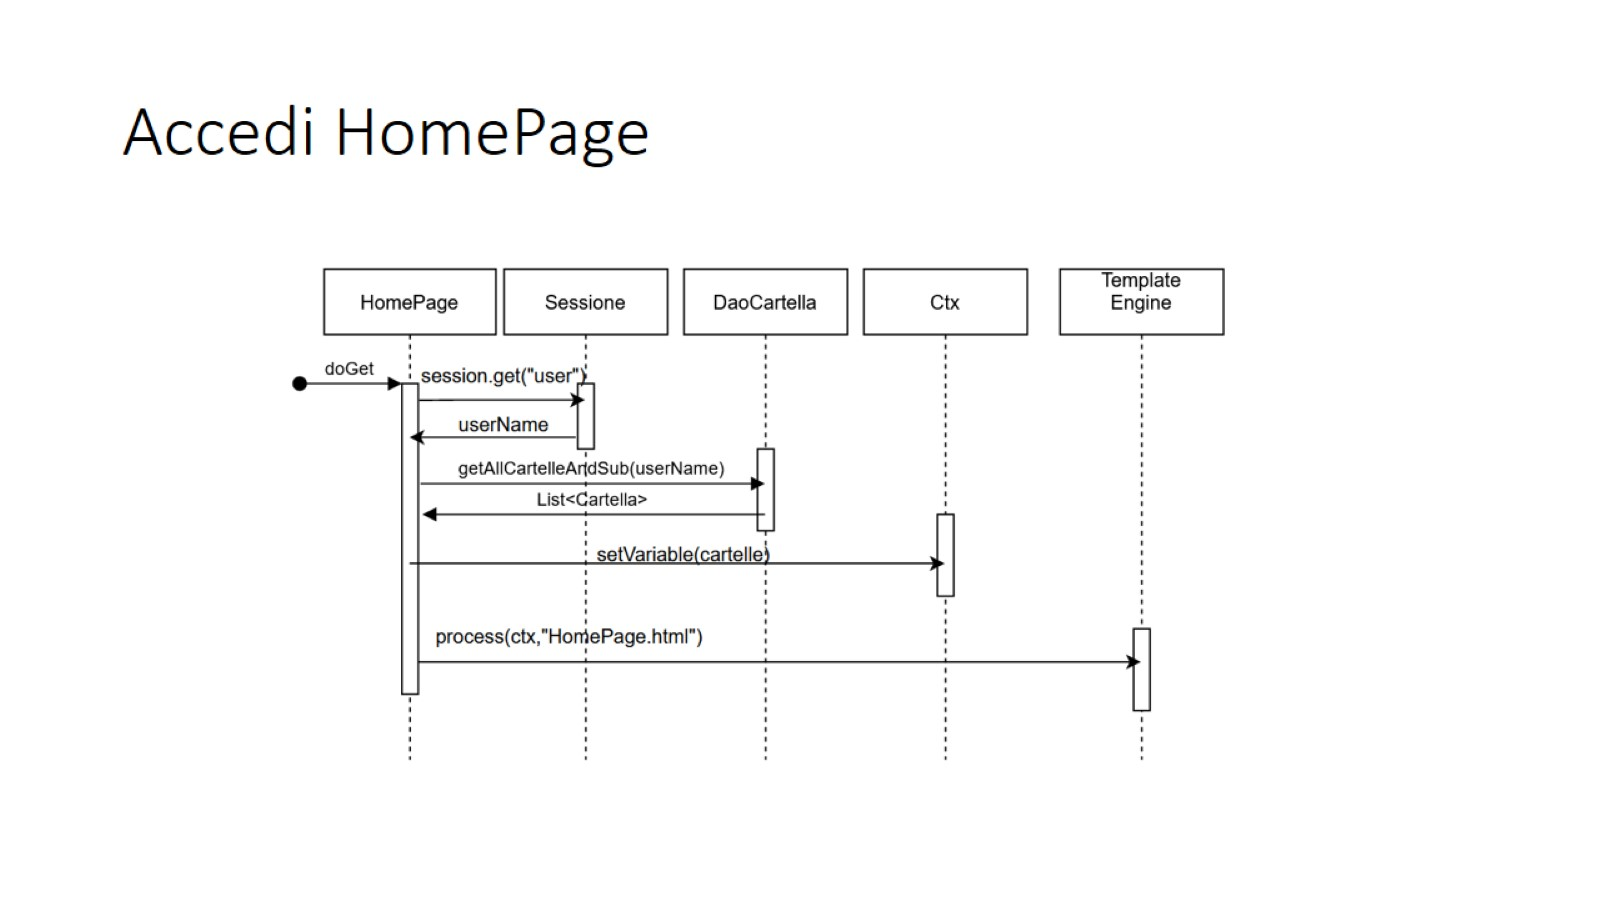 Accedi HomePage
HomePage
Sessione
DaoCartella
Ctx
Template
Engine
doGet
session.get("user")
userName
getAllCartelleAndSub(userName)
List<Cartella>
setVariable(cartelle)
process(ctx,"HomePage.html")